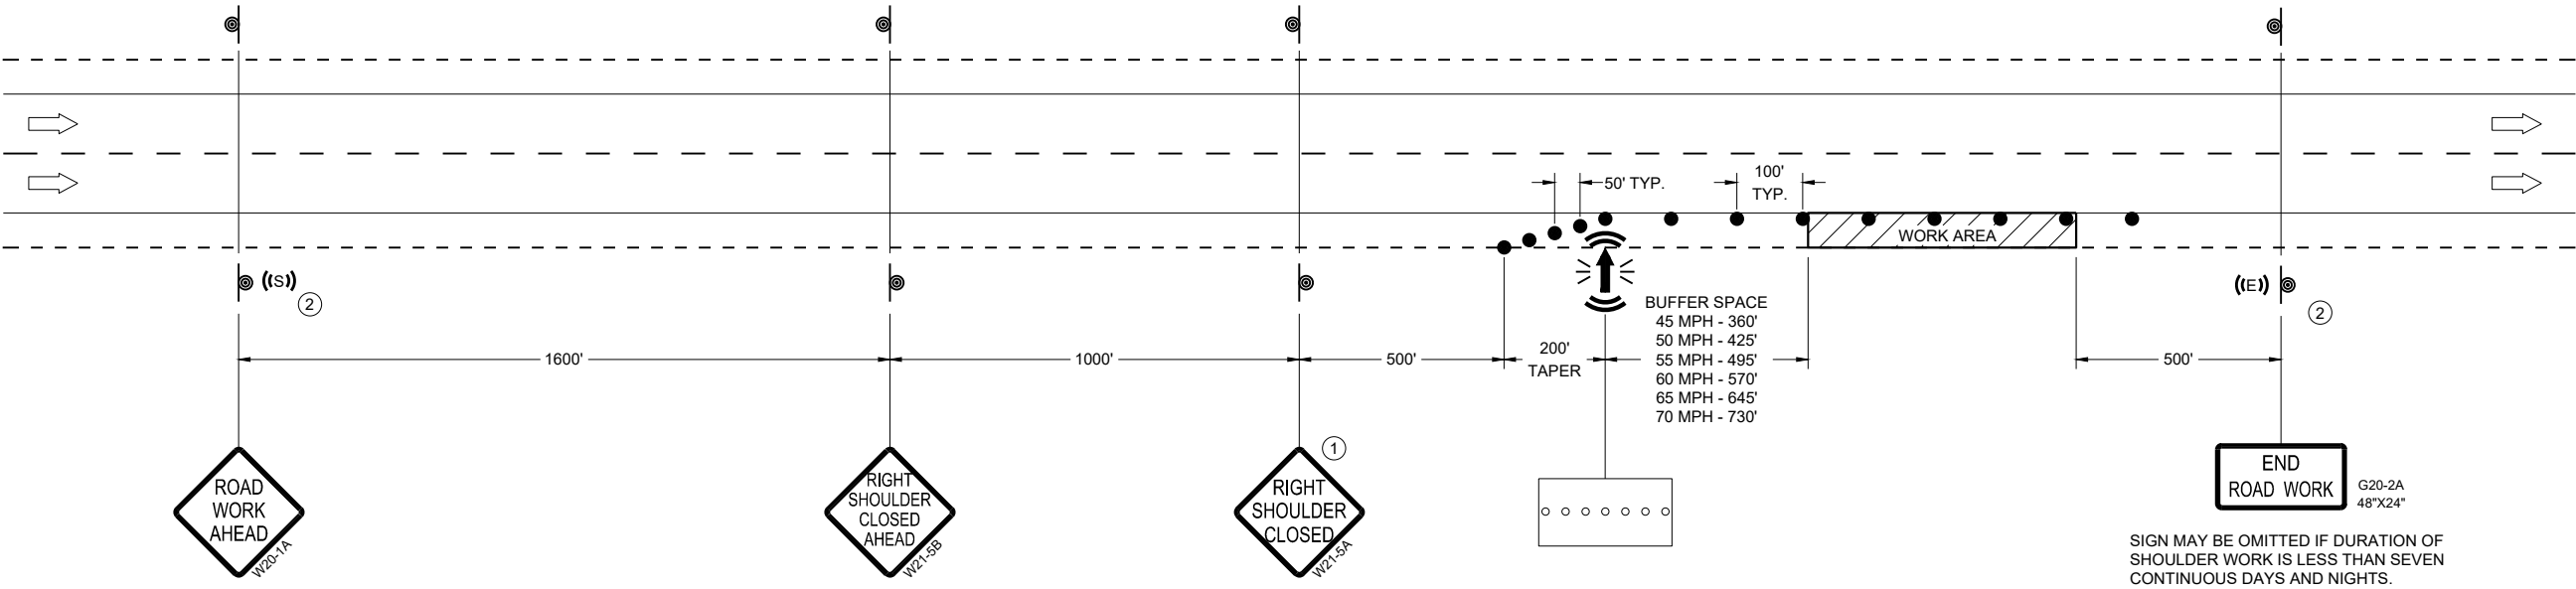 50' TYP.
100'
TYP.
WORK AREA
((S))
2
((E))
2
BUFFER SPACE
45 MPH - 360'
50 MPH - 425'
55 MPH - 495'
60 MPH - 570'
65 MPH - 645'
70 MPH - 730'
1600'
1000'
500'
200'
TAPER
500'
1
ROAD
WORK
AHEAD
W20-1A
RIGHT
SHOULDER
CLOSED
AHEAD
W21-5B
RIGHT
SHOULDER
CLOSED
W21-5A
END
ROAD WORK
G20-2A
48"X24"
SIGN MAY BE OMITTED IF DURATION OF
SHOULDER WORK IS LESS THAN SEVEN
CONTINUOUS DAYS AND NIGHTS.